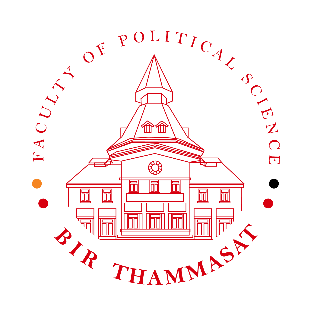 FACULTY OF POLITICAL SCIENCE
BIR THAMMASAT